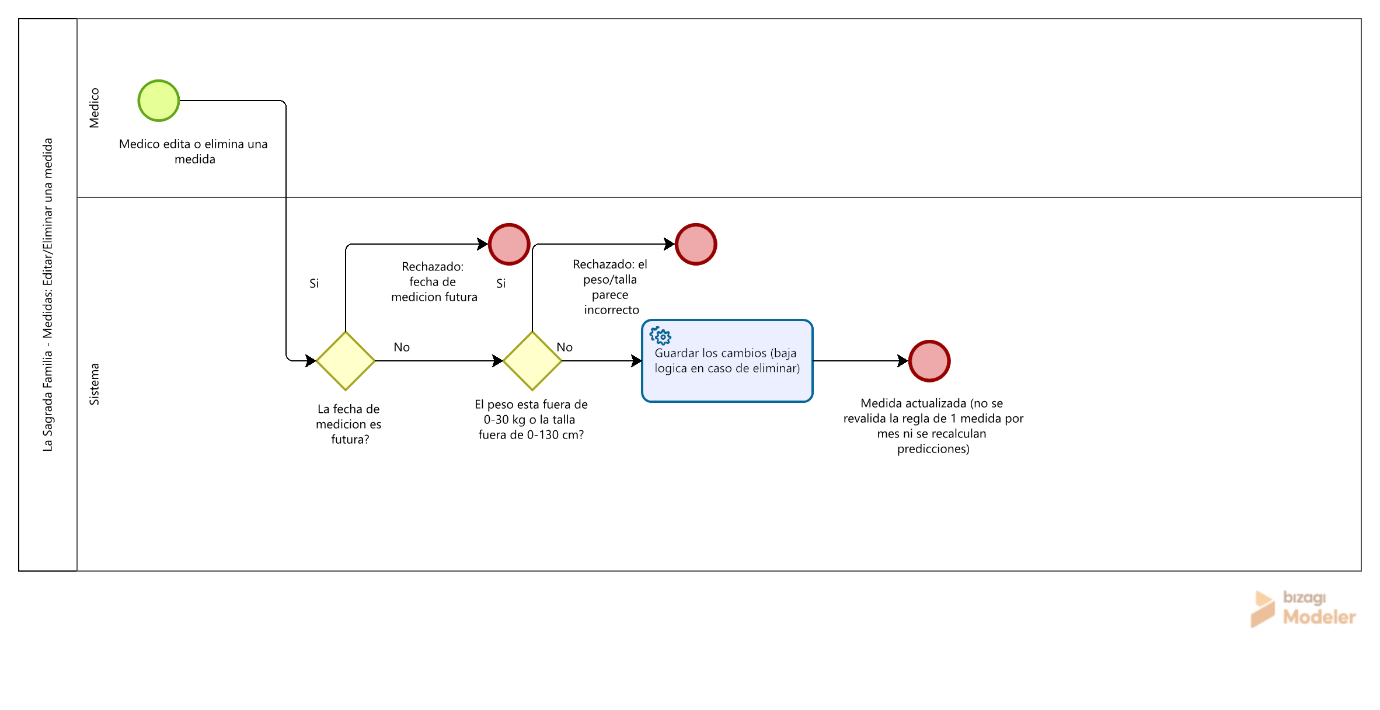 La Sagrada Familia - Medidas: Editar/Eliminar una medida
Medico
Medico edita o elimina una
medida
Sistema
Si
Rechazado:
fecha de
medicion futura
Si
Rechazado: el
peso/talla
parece
incorrecto
No
No
Guardar los cambios (baja
logica en caso de eliminar)
La fecha de
medicion es
futura?
El peso esta fuera de
0-30 kg o la talla
fuera de 0-130 cm?
Medida actualizada (no se
revalida la regla de 1 medida por
mes ni se recalculan
predicciones)
bizagi
Modeler